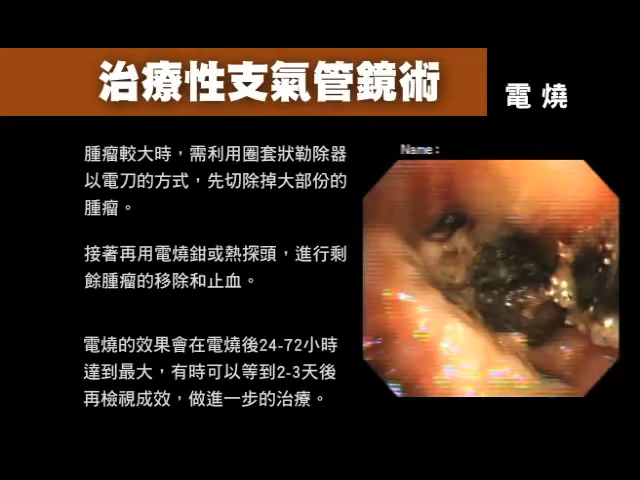 治療性支氣管鏡術
電燒
腫瘤較大時，需利用圈套狀勒除器
以電刀的方式，先切除掉大部份的
腫瘤。
接著再用電燒鉗或熱探頭，進行剩
餘腫瘤的移除和止血。
電燒的效果會在電燒後24-72小時
達到最大，有時可以等到2-3天後
再檢視成效，做進一步的治療。
Name: